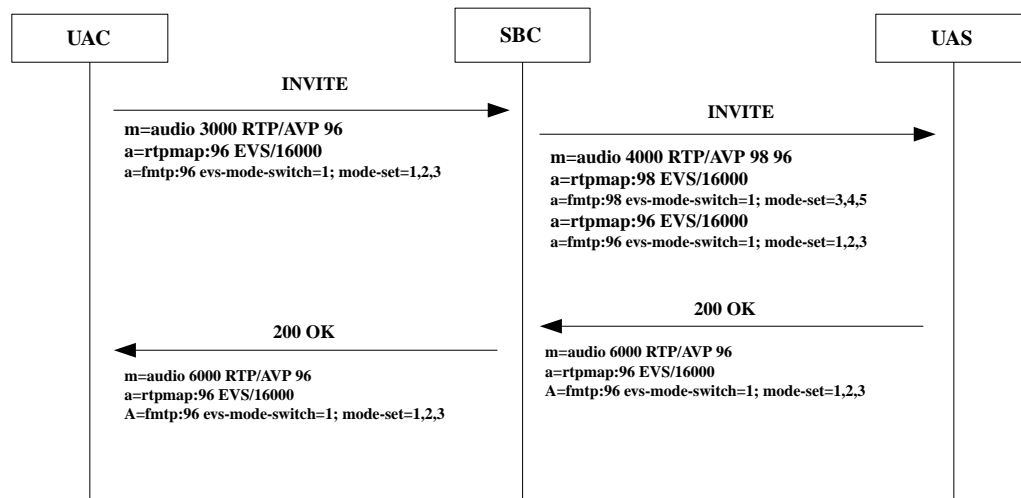 UAC
SBC
UAS
INVITE
m=audio 3000 RTP/AVP 96
a=rtpmap:96 EVS/16000
a=fmtp:96 evs-mode-switch=1; mode-set=1,2,3
INVITE
m=audio 4000 RTP/AVP 98 96
a=rtpmap:98 EVS/16000
a=fmtp:98 evs-mode-switch=1; mode-set=3,4,5
a=rtpmap:96 EVS/16000
a=fmtp:96 evs-mode-switch=1; mode-set=1,2,3
200 OK
m=audio 6000 RTP/AVP 96
a=rtpmap:96 EVS/16000
A=fmtp:96 evs-mode-switch=1; mode-set=1,2,3
200 OK
m=audio 6000 RTP/AVP 96
a=rtpmap:96 EVS/16000
A=fmtp:96 evs-mode-switch=1; mode-set=1,2,3